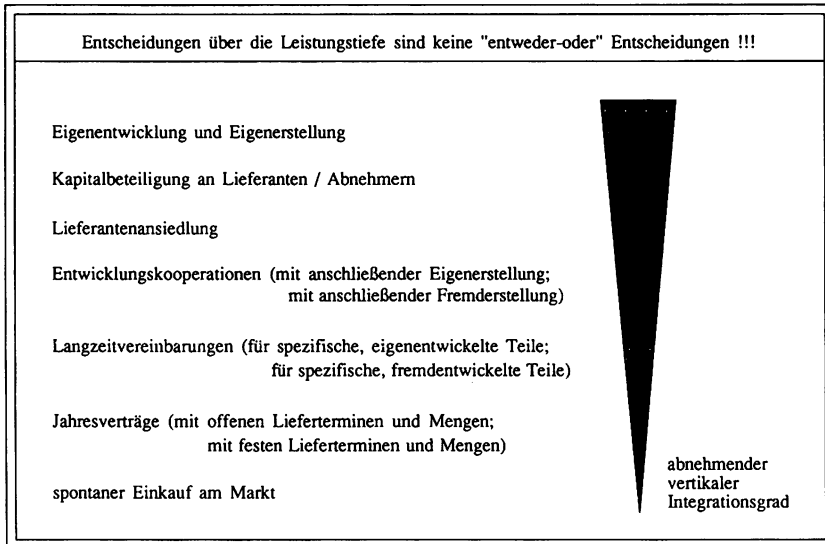 Entscheidungen über die Leistungstiefe sind keine "entweder-oder" Entscheidungen !!!
Eigenentwicklung und Eigenerstellung
Kapitalbeteiligung an Lieferanten / Abnehmern
Lieferantenansiedlung
Entwicklungskooperationen (mit anschließender Eigenerstellung;
mit anschließender Fremderstellung)
Langzeitvereinbarungen (für spezifische, eigenentwickelte Teile;
für spezifische, fremdentwickelte Teile)
Jahresverträge (mit offenen Lieferterminen und Mengen;
mit festen Lieferterminen und Mengen)
spontaner Einkauf am Markt
abnehmender
vertikaler
Integrationsgrad